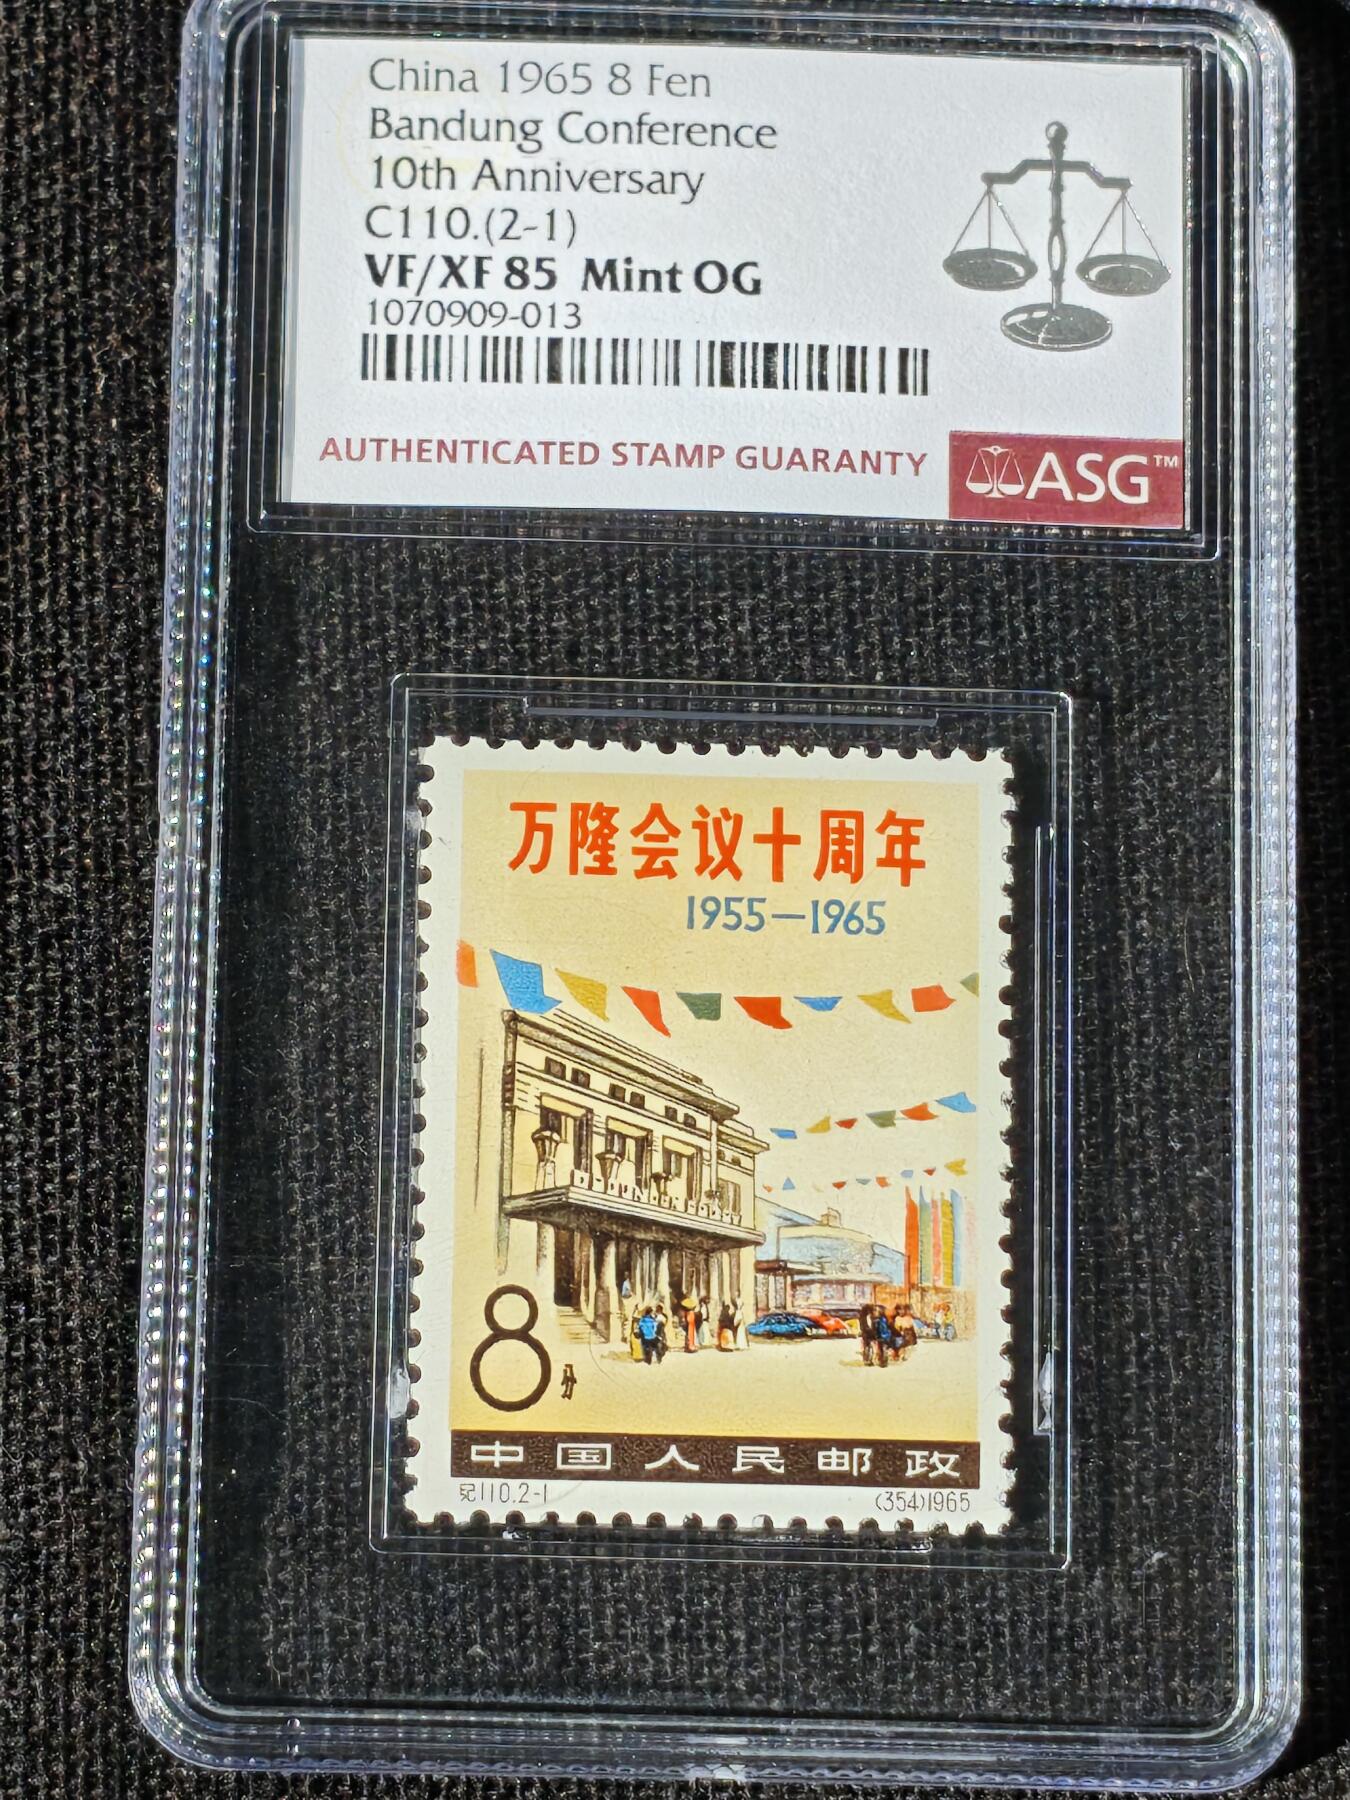 China 1965 8 Fen
Bandung Conference
10th Anniversary
C110.(2-1)
VF/XF 85 Mint OG
1070909-013
AUTHENTICATED STAMP GUARANTY
ASG™
万隆会议十周年
1955—1965
8分
中国人民邮政
纪110.2-1
(354)1965